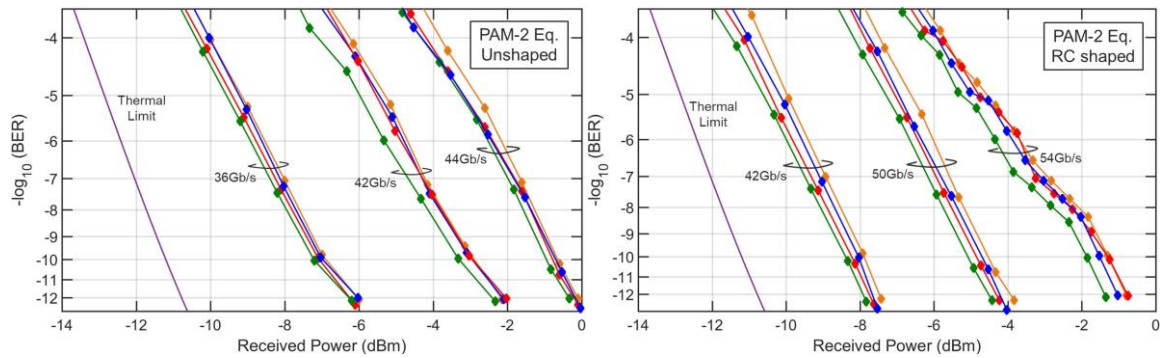 PAM-2 Eq.
Unshaped
Thermal
Limit
36Gb/s
42Gb/s
44Gb/s
-4
-5
-6
-7
-8
-9
-10
-11
-12
-14
-12
-10
-8
-6
-4
-2
0
-log10 (BER)
Received Power (dBm)
PAM-2 Eq.
RC shaped
Thermal
Limit
42Gb/s
50Gb/s
54Gb/s
-4
-5
-6
-7
-8
-9
-10
-11
-12
-14
-12
-10
-8
-6
-4
-2
0
-log10 (BER)
Received Power (dBm)